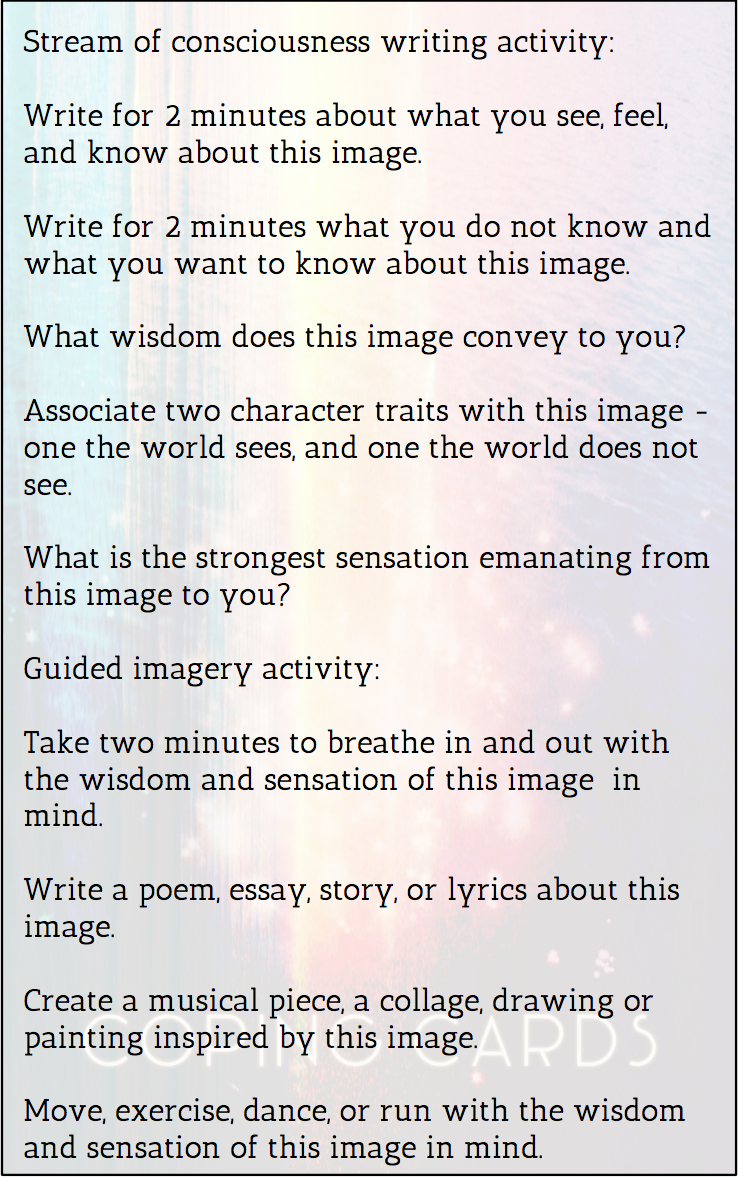 Stream of consciousness writing activity:
Write for 2 minutes about what you see, feel,
and know about this image.
Write for 2 minutes what you do not know and
what you want to know about this image.
What wisdom does this image convey to you?
Associate two character traits with this image -
one the world sees, and one the world does not
see.
What is the strongest sensation emanating from
this image to you?
Guided imagery activity:
Take two minutes to breathe in and out with
the wisdom and sensation of this image  in
mind.
Write a poem, essay, story, or lyrics about this
image.
Create a musical piece, a collage, drawing or
painting inspired by this image.
COPING CARDS
Move, exercise, dance, or run with the wisdom
and sensation of this image in mind.